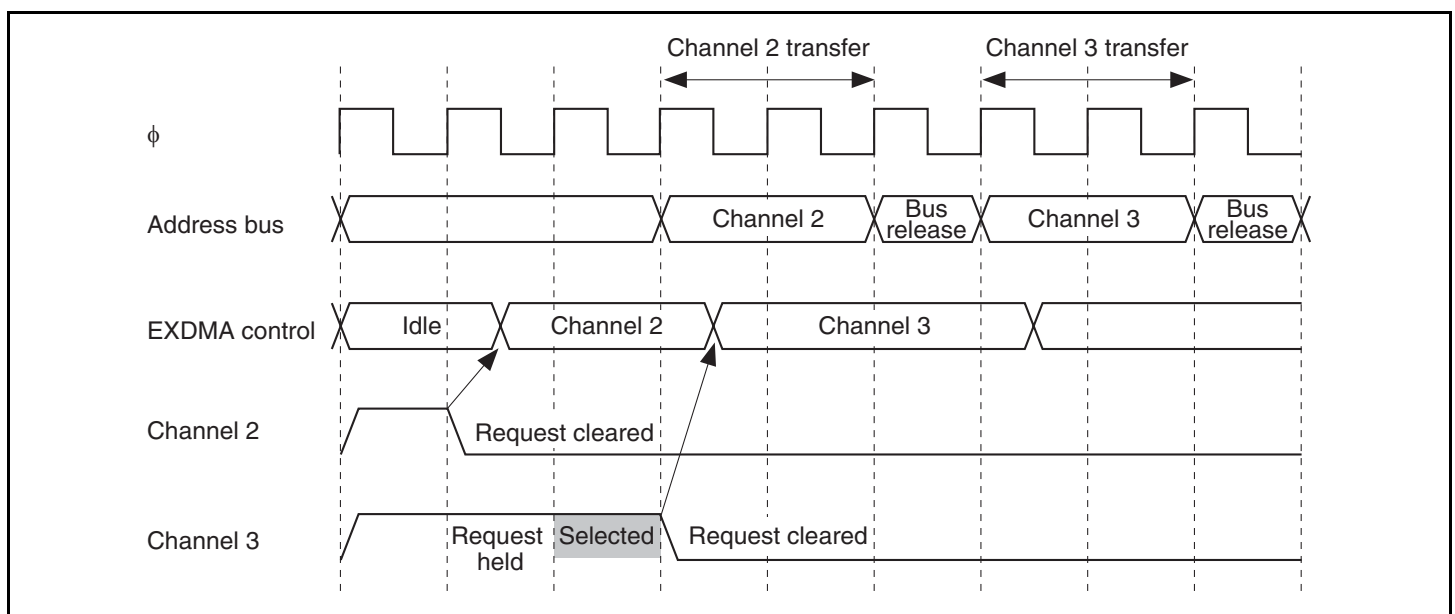 Channel 2 transfer
Channel 3 transfer
ϕ
Address bus
Channel 2
Bus
release
Channel 3
Bus
release
EXDMA control
Idle
Channel 2
Channel 3
Channel 2
Request cleared
Channel 3
Request
held
Selected
Request cleared